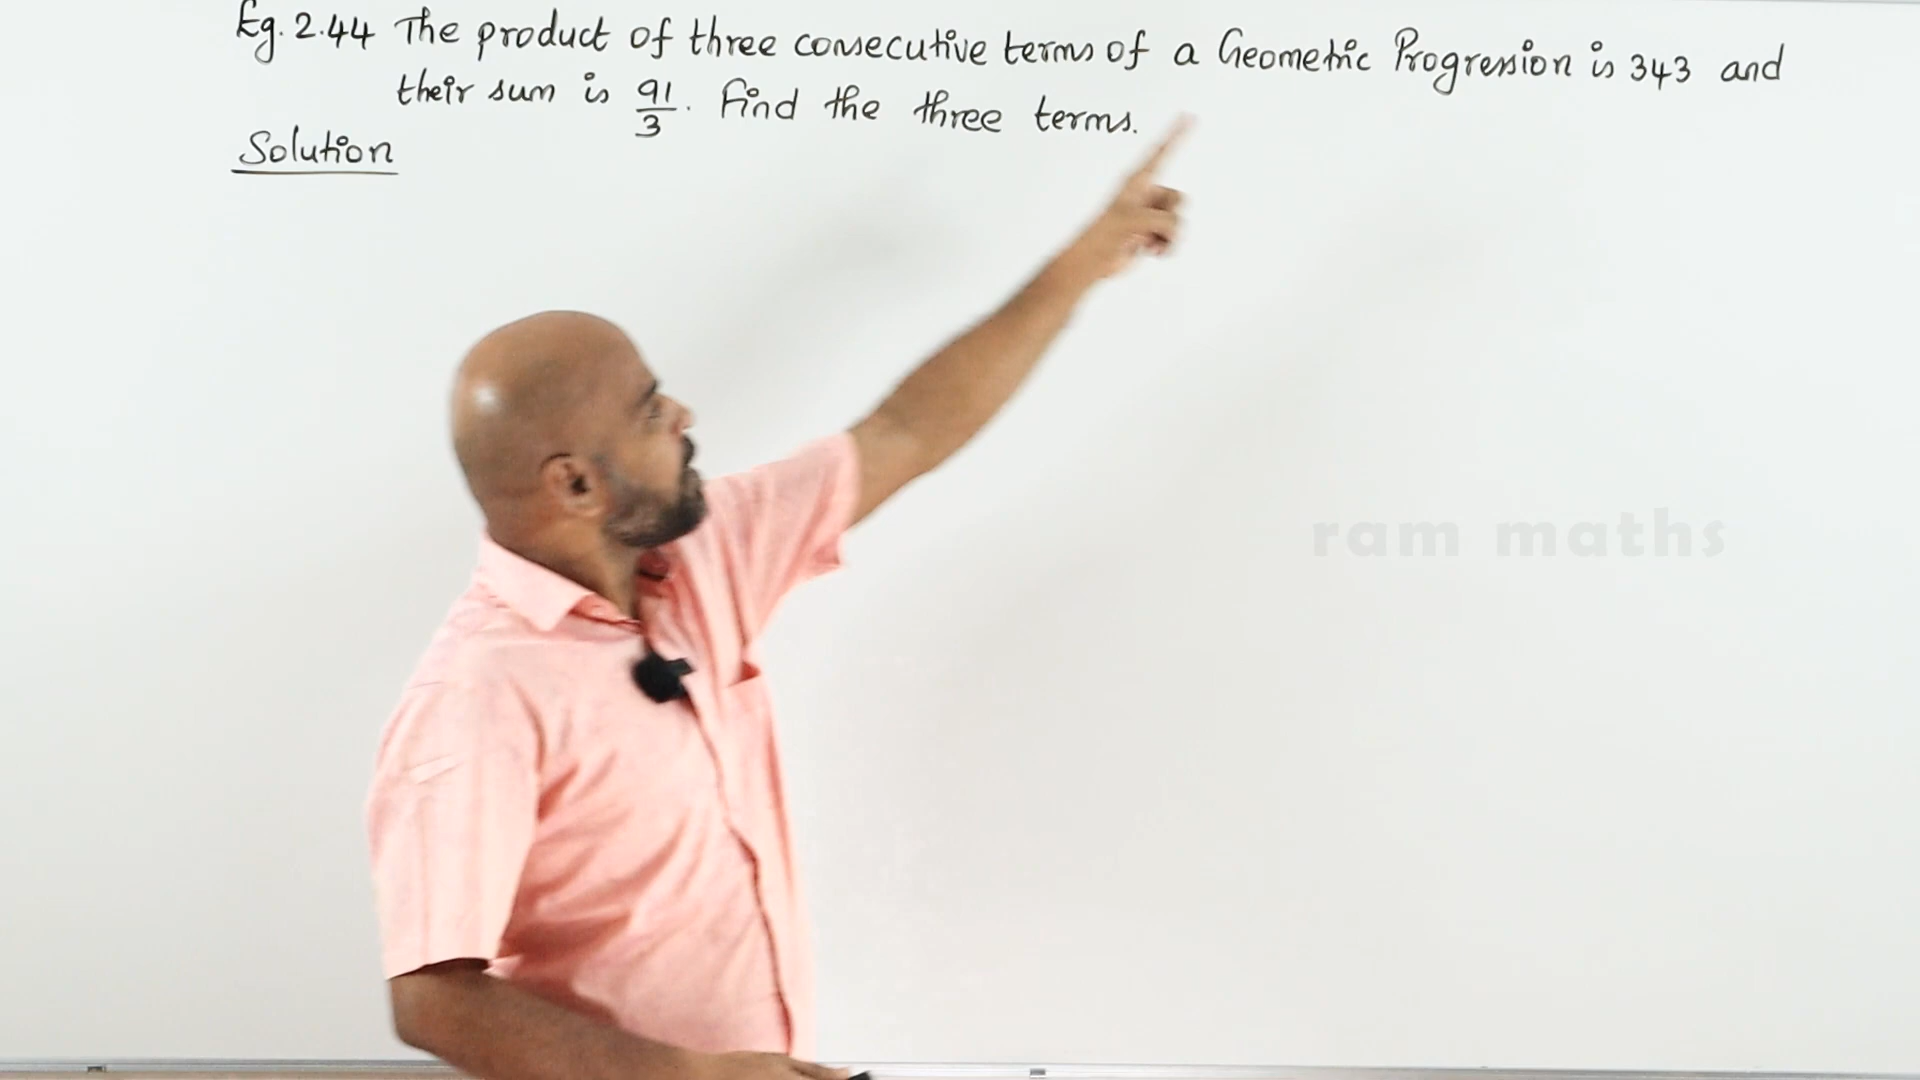 Eg. 2.44 The product of three consecutive terms of a Geometric Progression is 343 and
their sum is 91/3. Find the three terms.
Solution
ram maths